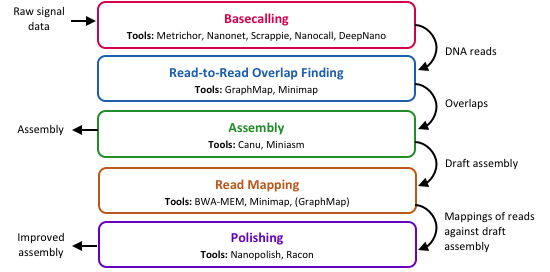 Raw signal
data
Basecalling
Tools: Metrichor, Nanonet, Scrappie, Nanocall, DeepNano
DNA reads
Read-to-Read Overlap Finding
Tools: GraphMap, Minimap
Overlaps
Assembly
Assembly
Tools: Canu, Miniasm
Draft assembly
Read Mapping
Tools: BWA-MEM, Minimap, (GraphMap)
Mappings of reads
against draft
assembly
Improved
assembly
Polishing
Tools: Nanopolish, Racon